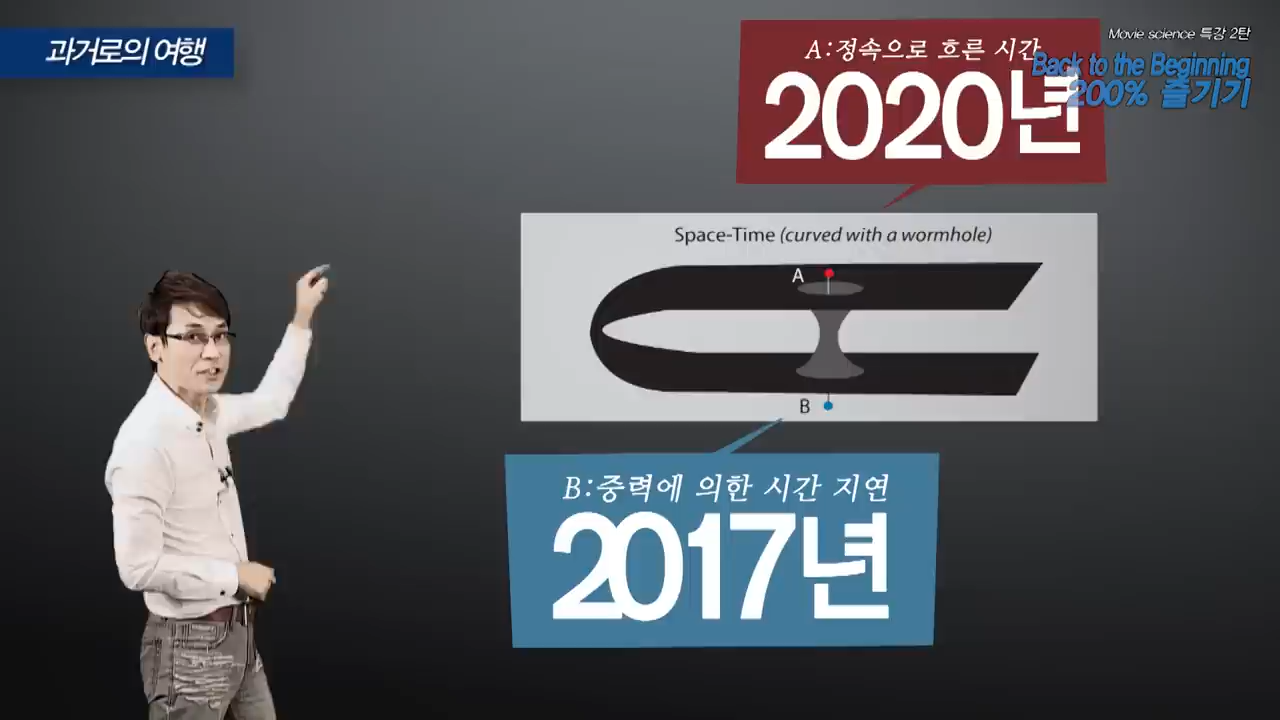 과거로의 여행
Movie science 특강 2탄
Back to the Beginning
200% 즐기기
A:정속으로 흐른 시간
2020년
Space-Time (curved with a wormhole)
A
B
B:중력에 의한 시간 지연
2017년